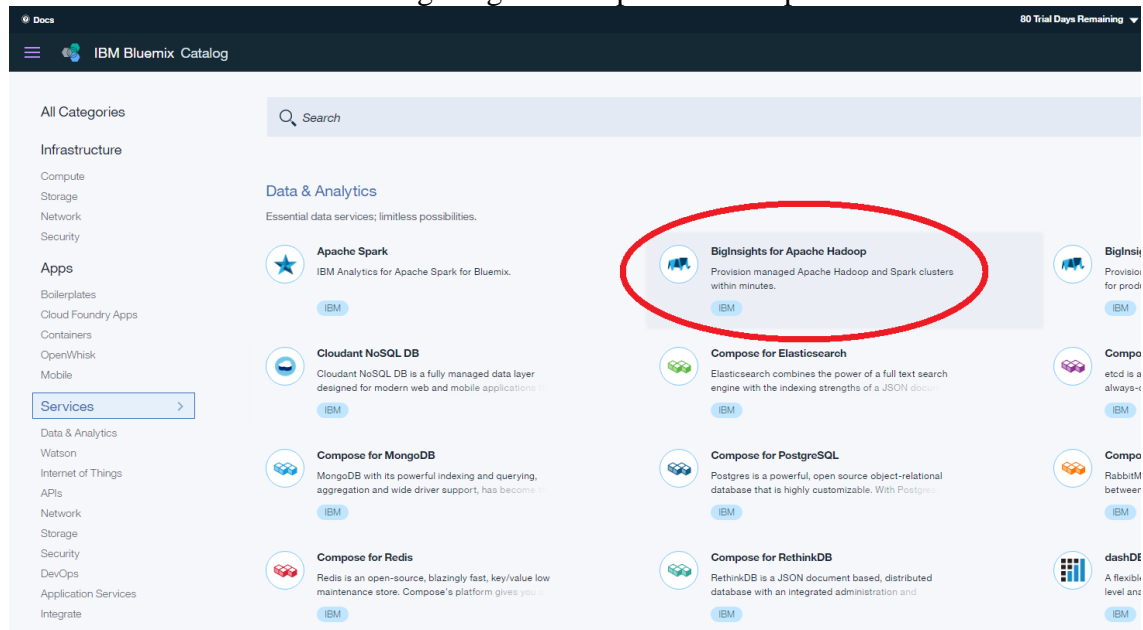 Docs
80 Trial Days Remaining
IBM Bluemix Catalog
All Categories
Search
Infrastructure
Compute
Storage
Network
Security
Apps
Boilerplates
Cloud Foundry Apps
Containers
OpenWhisk
Mobile
Services
Data & Analytics
Watson
Internet of Things
APIs
Network
Storage
Security
DevOps
Application Services
Integrate
Data & Analytics
Essential data services; limitless possibilities.
Apache Spark
IBM Analytics for Apache Spark for Bluemix.
IBM
BigInsights for Apache Hadoop
Provision managed Apache Hadoop and Spark clusters
within minutes.
IBM
for
IBM
Cloudant NoSQL DB
Cloudant NoSQL DB is a fully managed data layer
designed for modern web and mobile applications
IBM
Compose for Elasticsearch
Elasticsearch combines the power of a full text search
engine with the indexing strengths of a JSON
IBM
etcd is a
IBM
Compose for MongoDB
MongoDB with its powerful indexing and querying,
aggregation and wide driver support, has become
IBM
Compose for PostgreSQL
Postgres is a powerful, open source object-relational
database that is highly customizable. With
IBM
between
IBM
Compose for Redis
Redis is an open-source, blazingly fast, key/value low
maintenance store. Compose's platform gives you
IBM
Compose for RethinkDB
RethinkDB is a JSON document based, distributed
database with an integrated administration and
IBM
dashDB
A
level
IBM